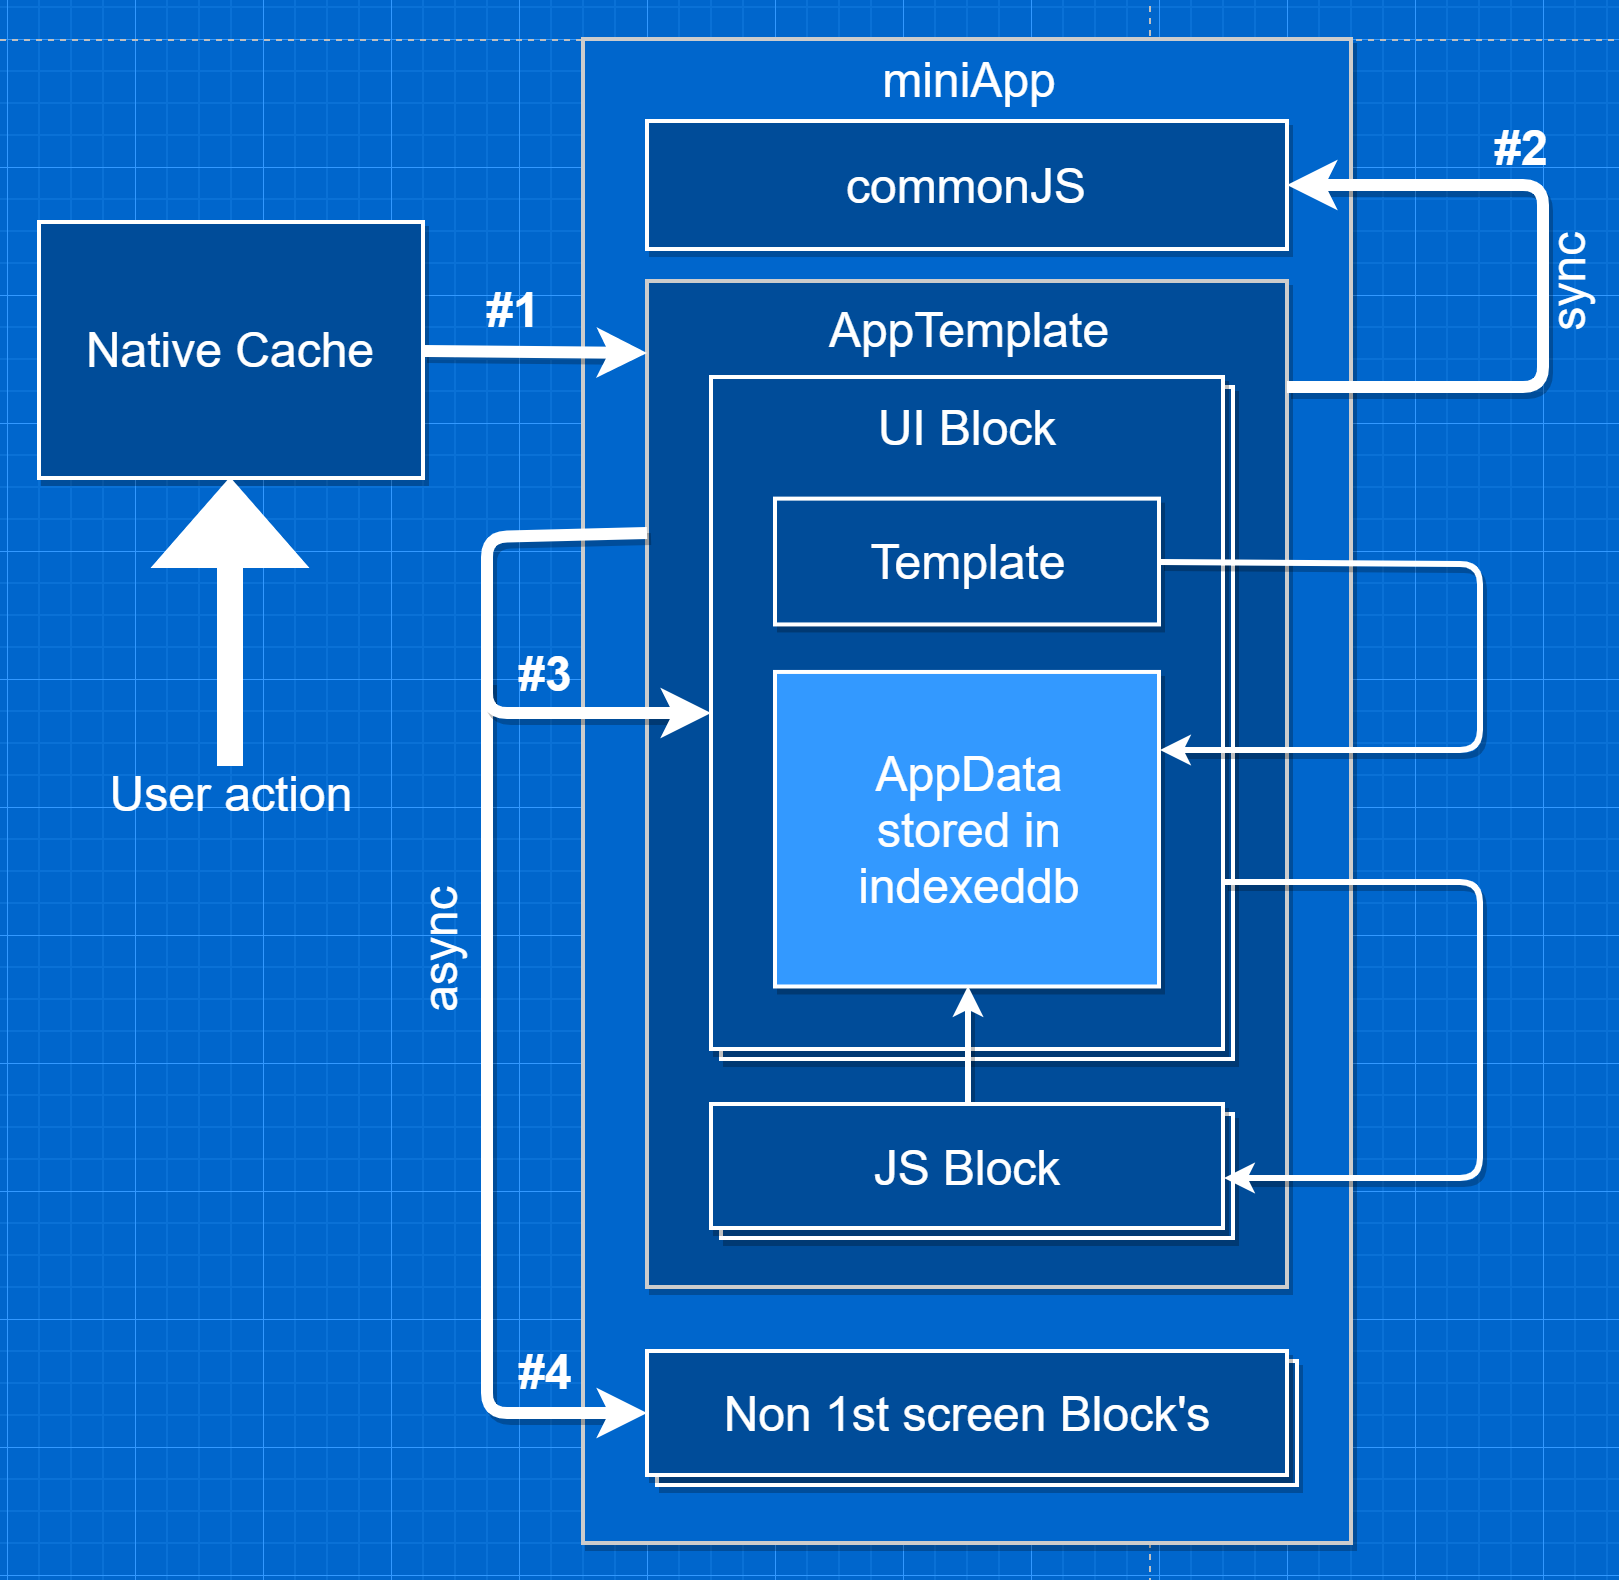 miniApp
commonJS
#2
sync
Native Cache
#1
AppTemplate
UI Block
Template
#3
User action
AppData
stored in
indexeddb
async
JS Block
#4
Non 1st screen Block's